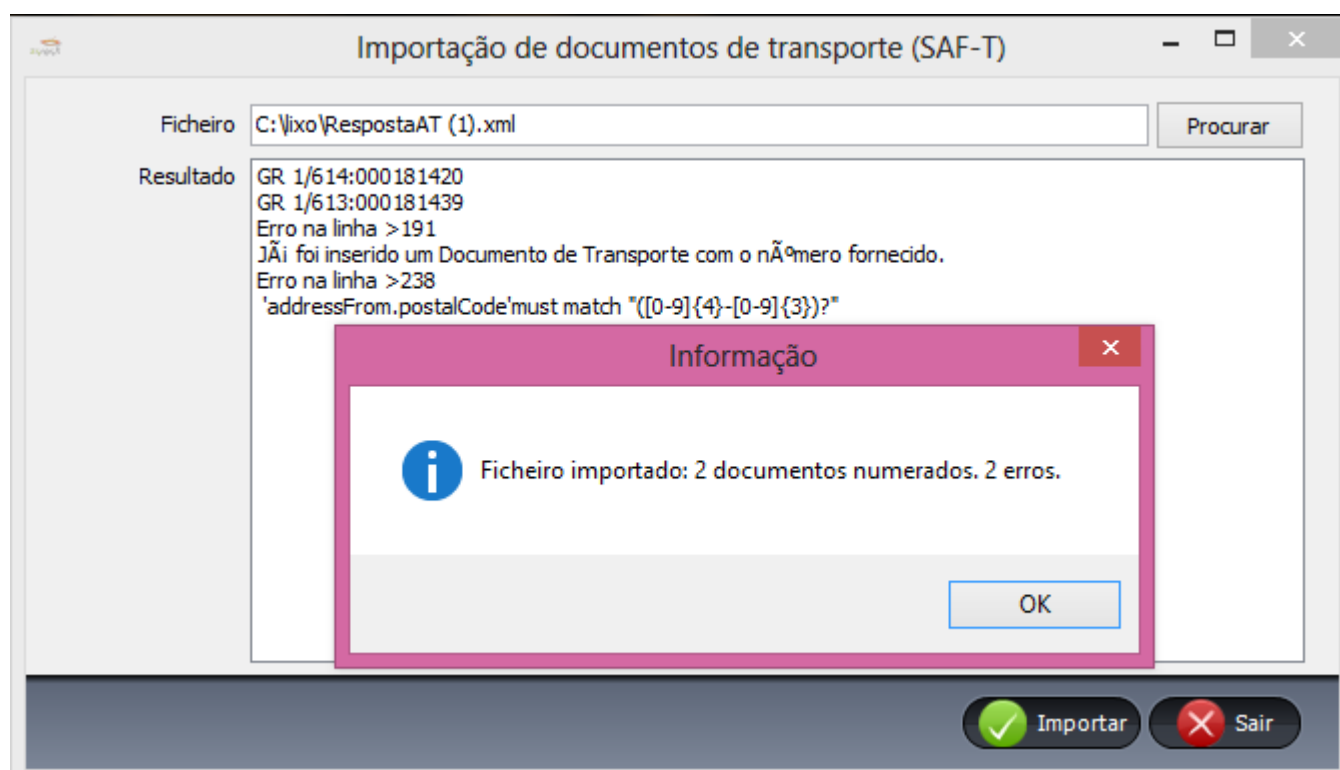 Importação de documentos de transporte (SAF-T)
Ficheiro C:\lixo\RespostaAT (1).xml Procurar
Resultado GR 1/614:000181420
GR 1/613:000181439
Erro na linha >191
JÃ¡ foi inserido um Documento de Transporte com o nÃºmero fornecido.
Erro na linha >238
'addressFrom.postalCode'must match "([0-9]{4}-[0-9]{3})?"
Informação
Ficheiro importado: 2 documentos numerados. 2 erros.
OK
Importar Sair